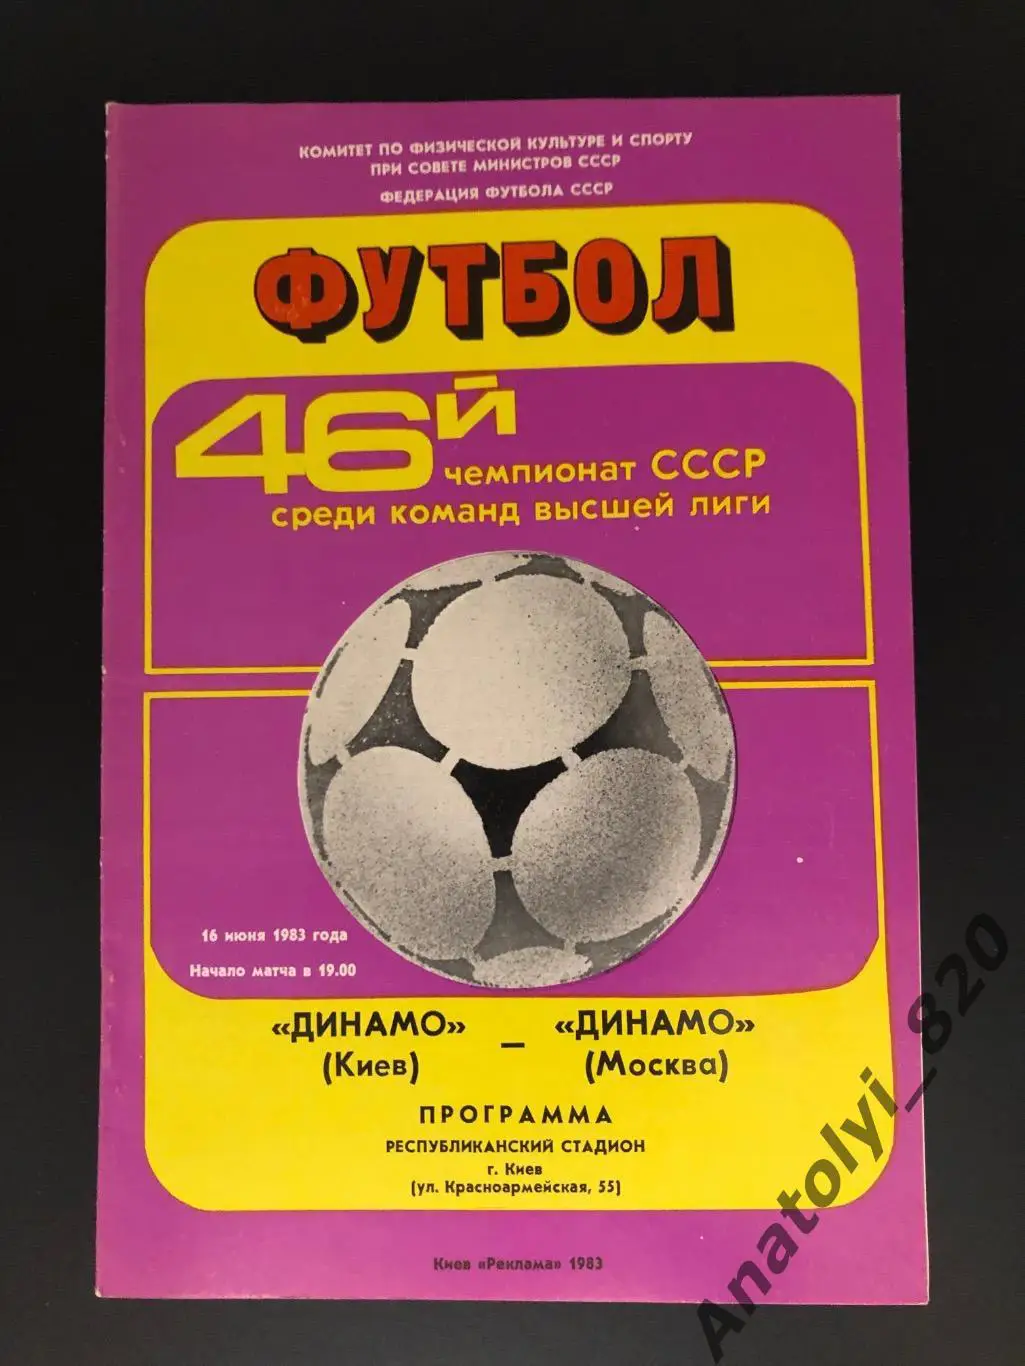 КОМИТЕТ ПО ФИЗИЧЕСКОЙ КУЛЬТУРЕ И СПОРТУ
ПРИ СОВЕТЕ МИНИСТРОВ СССР
ФЕДЕРАЦИЯ ФУТБОЛА СССР
ФУТБОЛ
46й
чемпионат СССР
среди команд высшей лиги
16 июня 1983 года
Начало матча в 19.00
«ДИНАМО» – «ДИНАМО»
(Киев) (Москва)
ПРОГРАММА
РЕСПУБЛИКАНСКИЙ СТАДИОН
г. Киев
(ул. Красноармейская, 55)
Киев «Реклама» 1983
Anatolyi_820